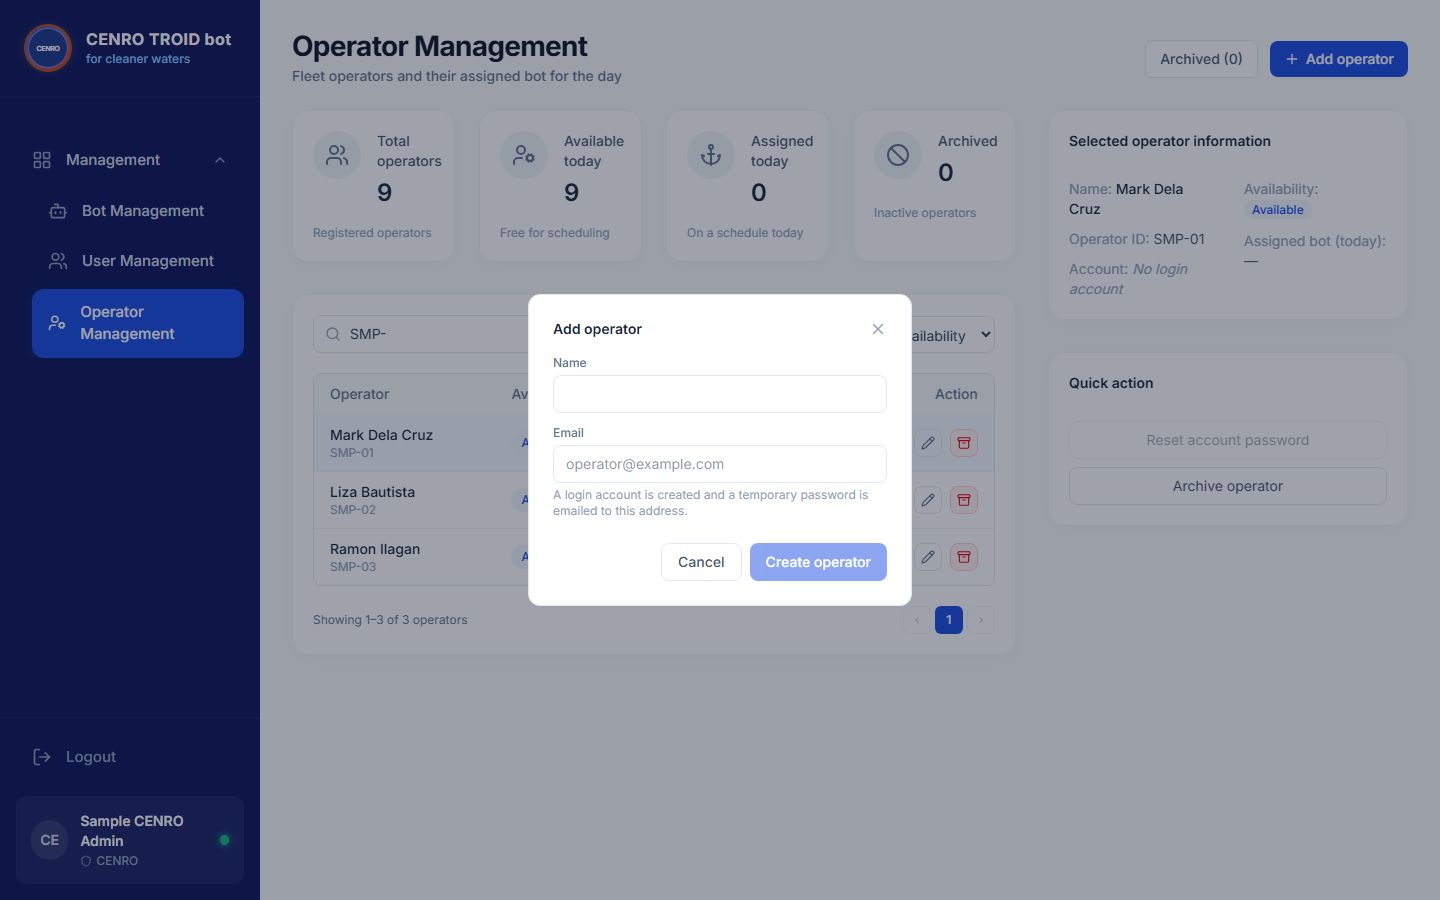 CENRO
CENRO TROID bot
for cleaner waters
Management
Bot Management
User Management
Operator
Management
Logout
CE
Sample CENRO
Admin
CENRO
Operator Management
Fleet operators and their assigned bot for the day
Archived (0)
+ Add operator
Total
operators
9
Registered operators
Available
today
9
Free for scheduling
Assigned
today
0
On a schedule today
Archived
0
Inactive operators
SMP-
ailability
Operator
Av
Action
Mark Dela Cruz
SMP-01
A
Liza Bautista
SMP-02
A
Ramon Ilagan
SMP-03
A
Showing 1–3 of 3 operators
‹ 1 ›
Add operator
Name
Email
operator@example.com
A login account is created and a temporary password is
emailed to this address.
Cancel
Create operator
Selected operator information
Name: Mark Dela
Cruz
Operator ID: SMP-01
Account: No login
account
Availability:
Available
Assigned bot (today):
—
Quick action
Reset account password
Archive operator